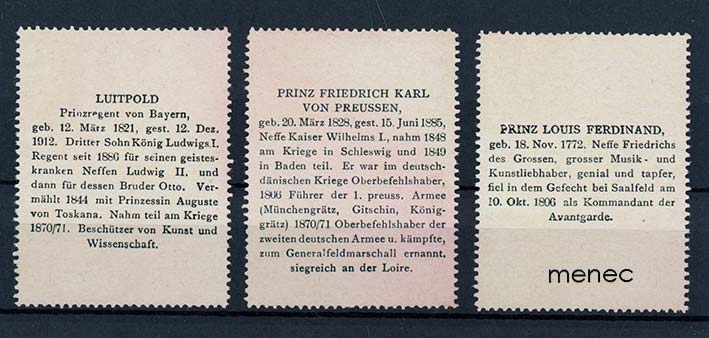 LUITPOLD
Prinzregent von Bayern,
geb. 12. März 1821, gest. 12. Dez.
1912. Dritter Sohn König Ludwigs I.
Regent seit 1886 für seinen geistes-
kranken Neffen Ludwig II. und
dann für dessen Bruder Otto. Ver-
mählt 1844 mit Prinzessin Auguste
von Toskana. Nahm teil am Kriege
1870/71. Beschützer von Kunst und
Wissenschaft.
PRINZ FRIEDRICH KARL
VON PREUSSEN,
geb. 20. März 1828, gest. 15. Juni 1885,
Neffe Kaiser Wilhelms I., nahm 1848
am Kriege in Schleswig und 1849
in Baden teil. Er war im deutsch-
dänischen Kriege Oberbefehlshaber,
1866 Führer der 1. preuss. Armee
(Münchengrätz, Gitschin, König-
grätz) 1870/71 Oberbefehlshaber der
zweiten deutschen Armee u. kämpfte,
zum Generalfeldmarschall ernannt,
siegreich an der Loire.
PRINZ LOUIS FERDINAND,
geb. 18. Nov. 1772. Neffe Friedrichs
des Grossen, grosser Musik- und
Kunstliebhaber, genial und tapfer,
fiel in dem Gefecht bei Saalfeld am
10. Okt. 1806 als Kommandant der
Avantgarde.
menec